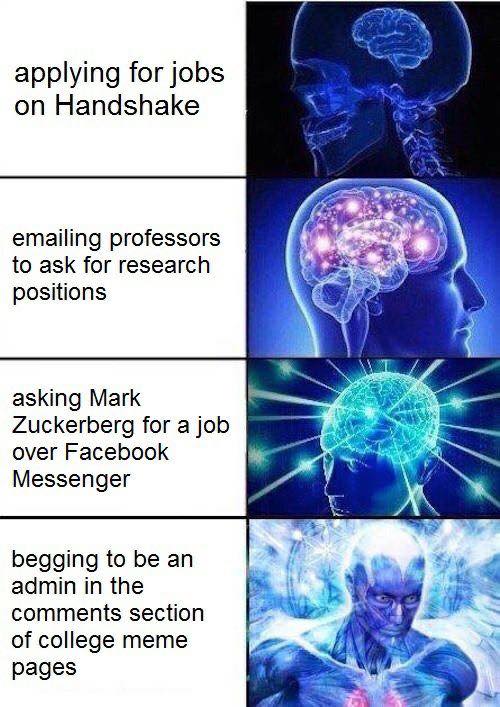 applying for jobs
on Handshake
emailing professors
to ask for research
positions
asking Mark
Zuckerberg for a job
over Facebook
Messenger
begging to be an
admin in the
comments section
of college meme
pages